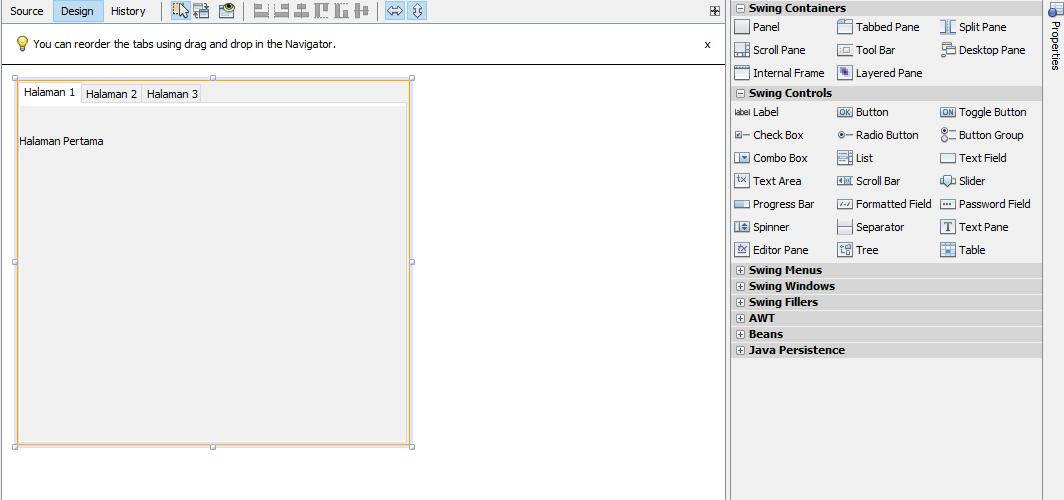 Source Design History
You can reorder the tabs using drag and drop in the Navigator. x
Halaman 1 Halaman 2 Halaman 3
Halaman Pertama
Swing Containers
Panel Tabbed Pane Split Pane
Scroll Pane Tool Bar Desktop Pane
Internal Frame Layered Pane
Swing Controls
label Label OK Button ON Toggle Button
Check Box Radio Button Button Group
Combo Box List Text Field
tx Text Area Scroll Bar Slider
Progress Bar Formatted Field Password Field
Spinner Separator T Text Pane
Editor Pane Tree Table
Swing Menus
Swing Windows
Swing Fillers
AWT
Beans
Java Persistence
Properties